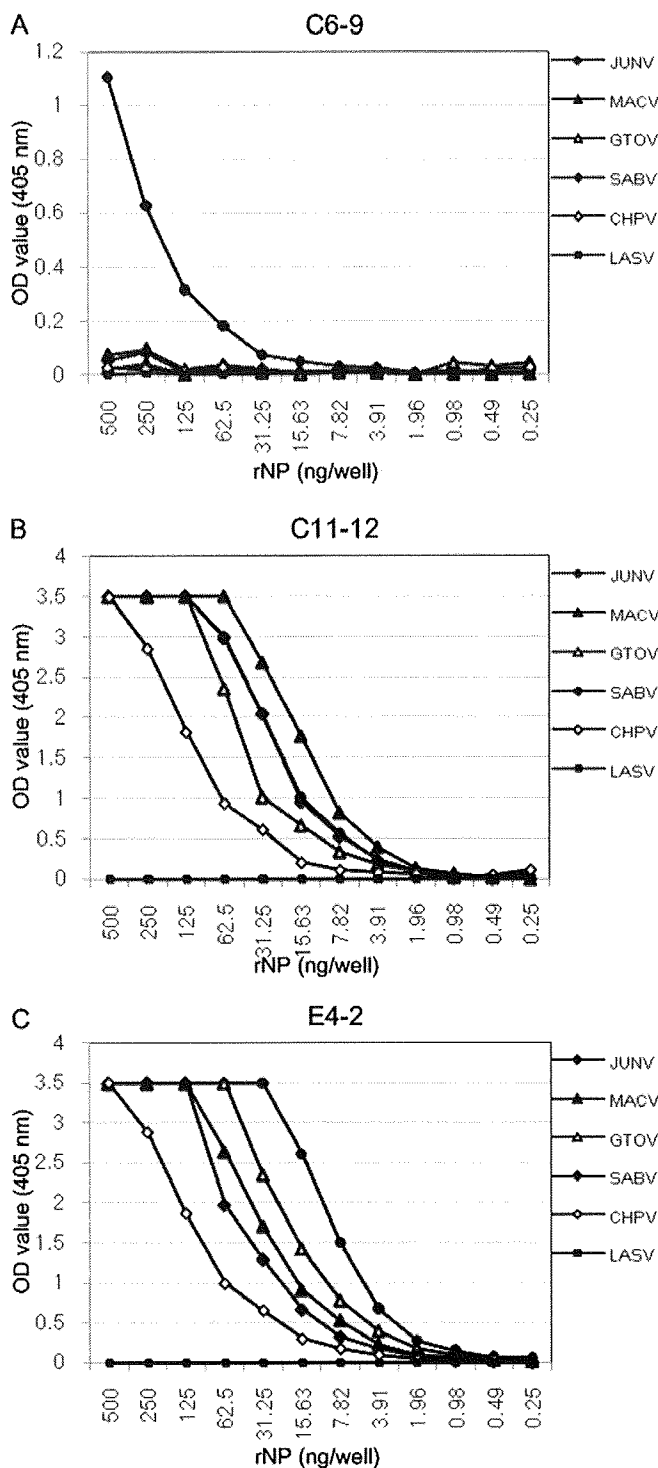 A
C6-9
OD value (405 nm)
1.2
1
0.8
0.6
0.4
0.2
0
500
250
125
62.5
31.25
15.63
7.82
3.91
1.96
0.98
0.49
0.25
rNP (ng/well)
JUNV
MACV
GTOV
SABV
CHPV
LASV
B
C11-12
OD value (405 nm)
4
3.5
3
2.5
2
1.5
1
0.5
0
500
250
125
62.5
31.25
15.63
7.82
3.91
1.96
0.98
0.49
0.25
rNP (ng/well)
JUNV
MACV
GTOV
SABV
CHPV
LASV
C
E4-2
OD value (405 nm)
4
3.5
3
2.5
2
1.5
1
0.5
0
500
250
125
62.5
31.25
15.63
7.82
3.91
1.96
0.98
0.49
0.25
rNP (ng/well)
JUNV
MACV
GTOV
SABV
CHPV
LASV